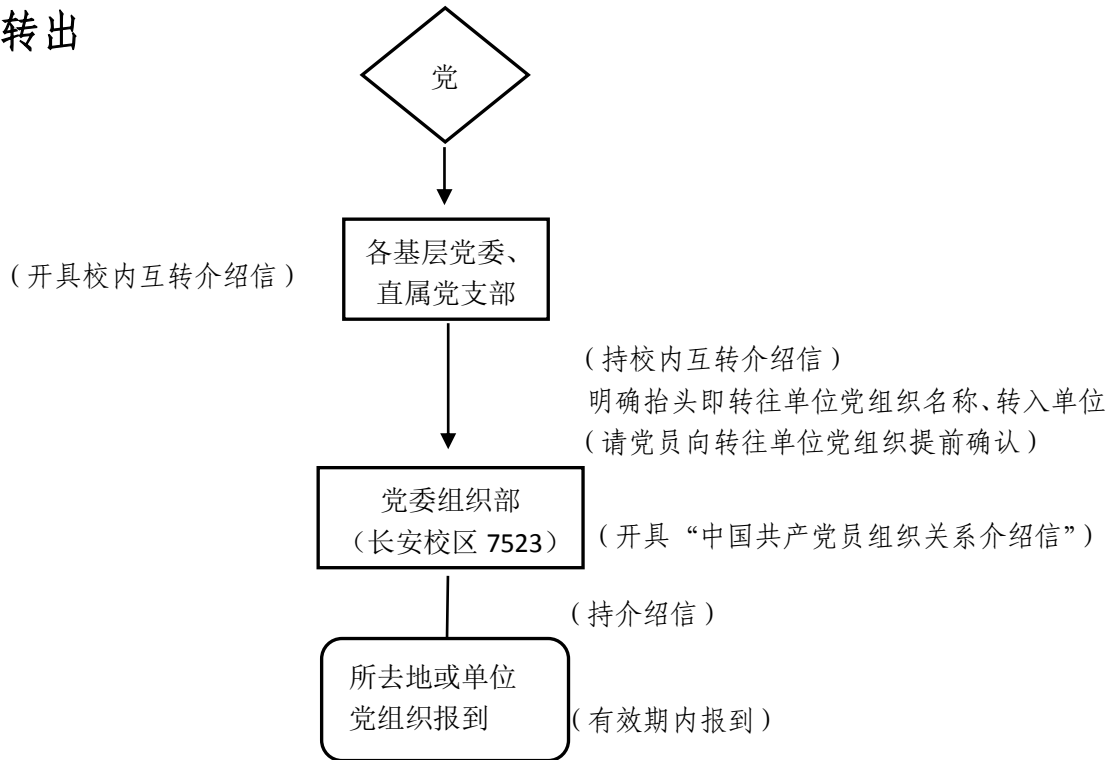 转出
党
各基层党委、
直属党支部
（开具校内互转介绍信）
（持校内互转介绍信）
明确抬头即转往单位党组织名称、转入单位
（请党员向转往单位党组织提前确认）
党委组织部
（长安校区 7523）
（开具“中国共产党员组织关系介绍信”）
（持介绍信）
所去地或单位
党组织报到
（有效期内报到）